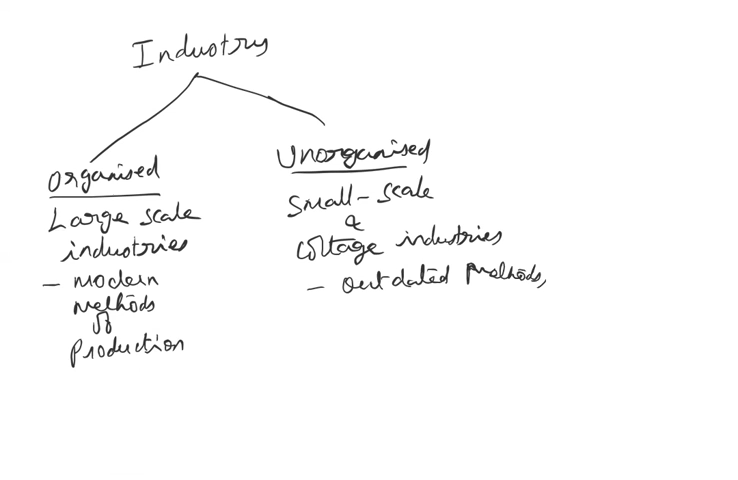 Industry
Organised
Large scale
industries
- modern
methods
of
Production
Unorganised
Small-scale
&
Cottage industries
- outdated methods,